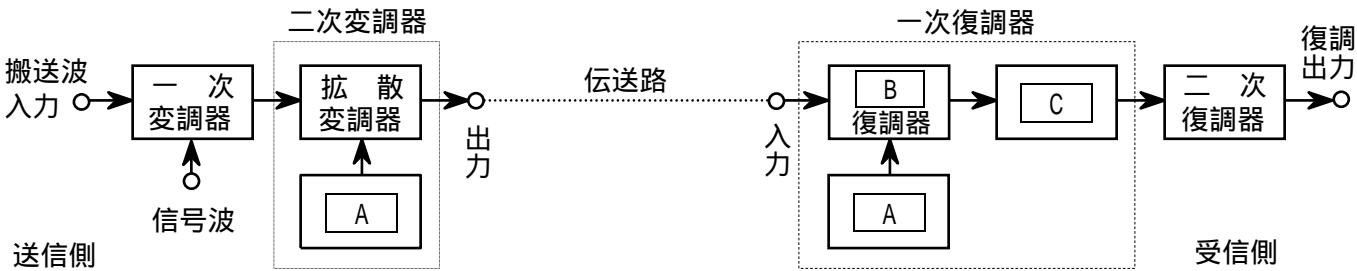 二次変調器
一次復調器
搬送波
入力
一 次
変調器
拡 散
変調器
出力
伝送路
入力
B
復調器
C
二 次
復調器
復調
出力
信号波
A
A
送信側
受信側